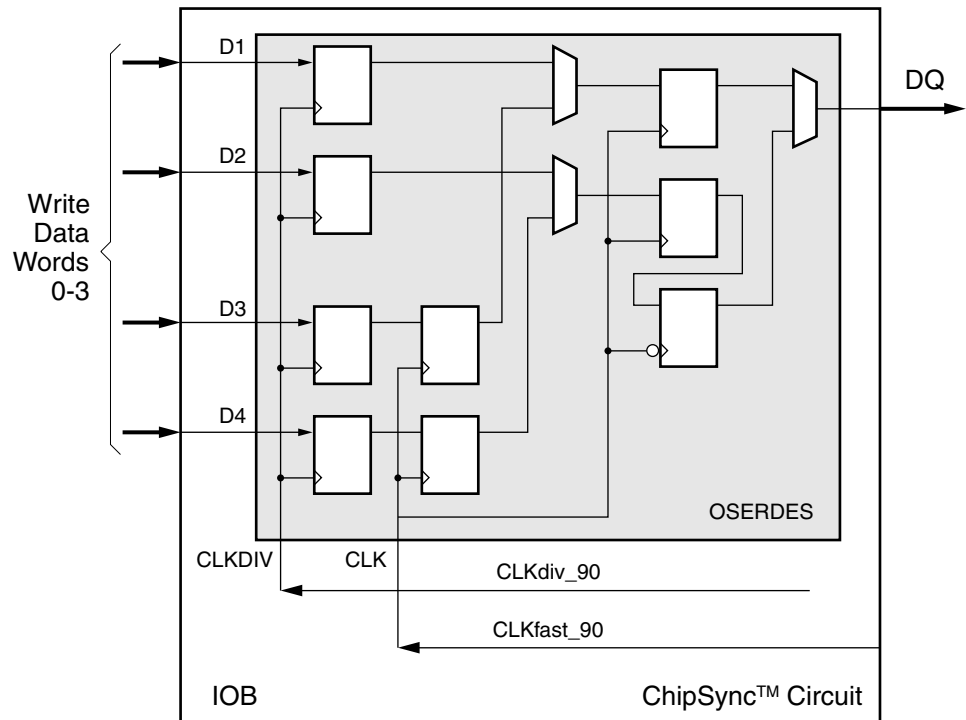 D1
DQ
D2
Write
Data
Words
0-3
D3
D4
OSERDES
CLKDIV
CLK
CLKdiv_90
CLKfast_90
IOB
ChipSync™ Circuit